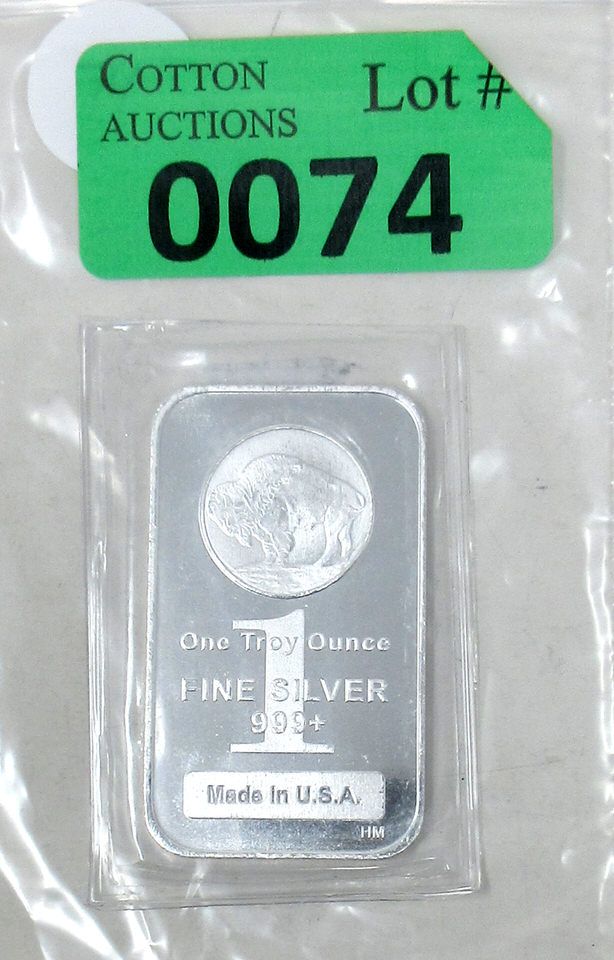 COTTON
AUCTIONS
Lot #
0074
1
One Troy Ounce
FINE SILVER
999+
Made In U.S.A.
HM